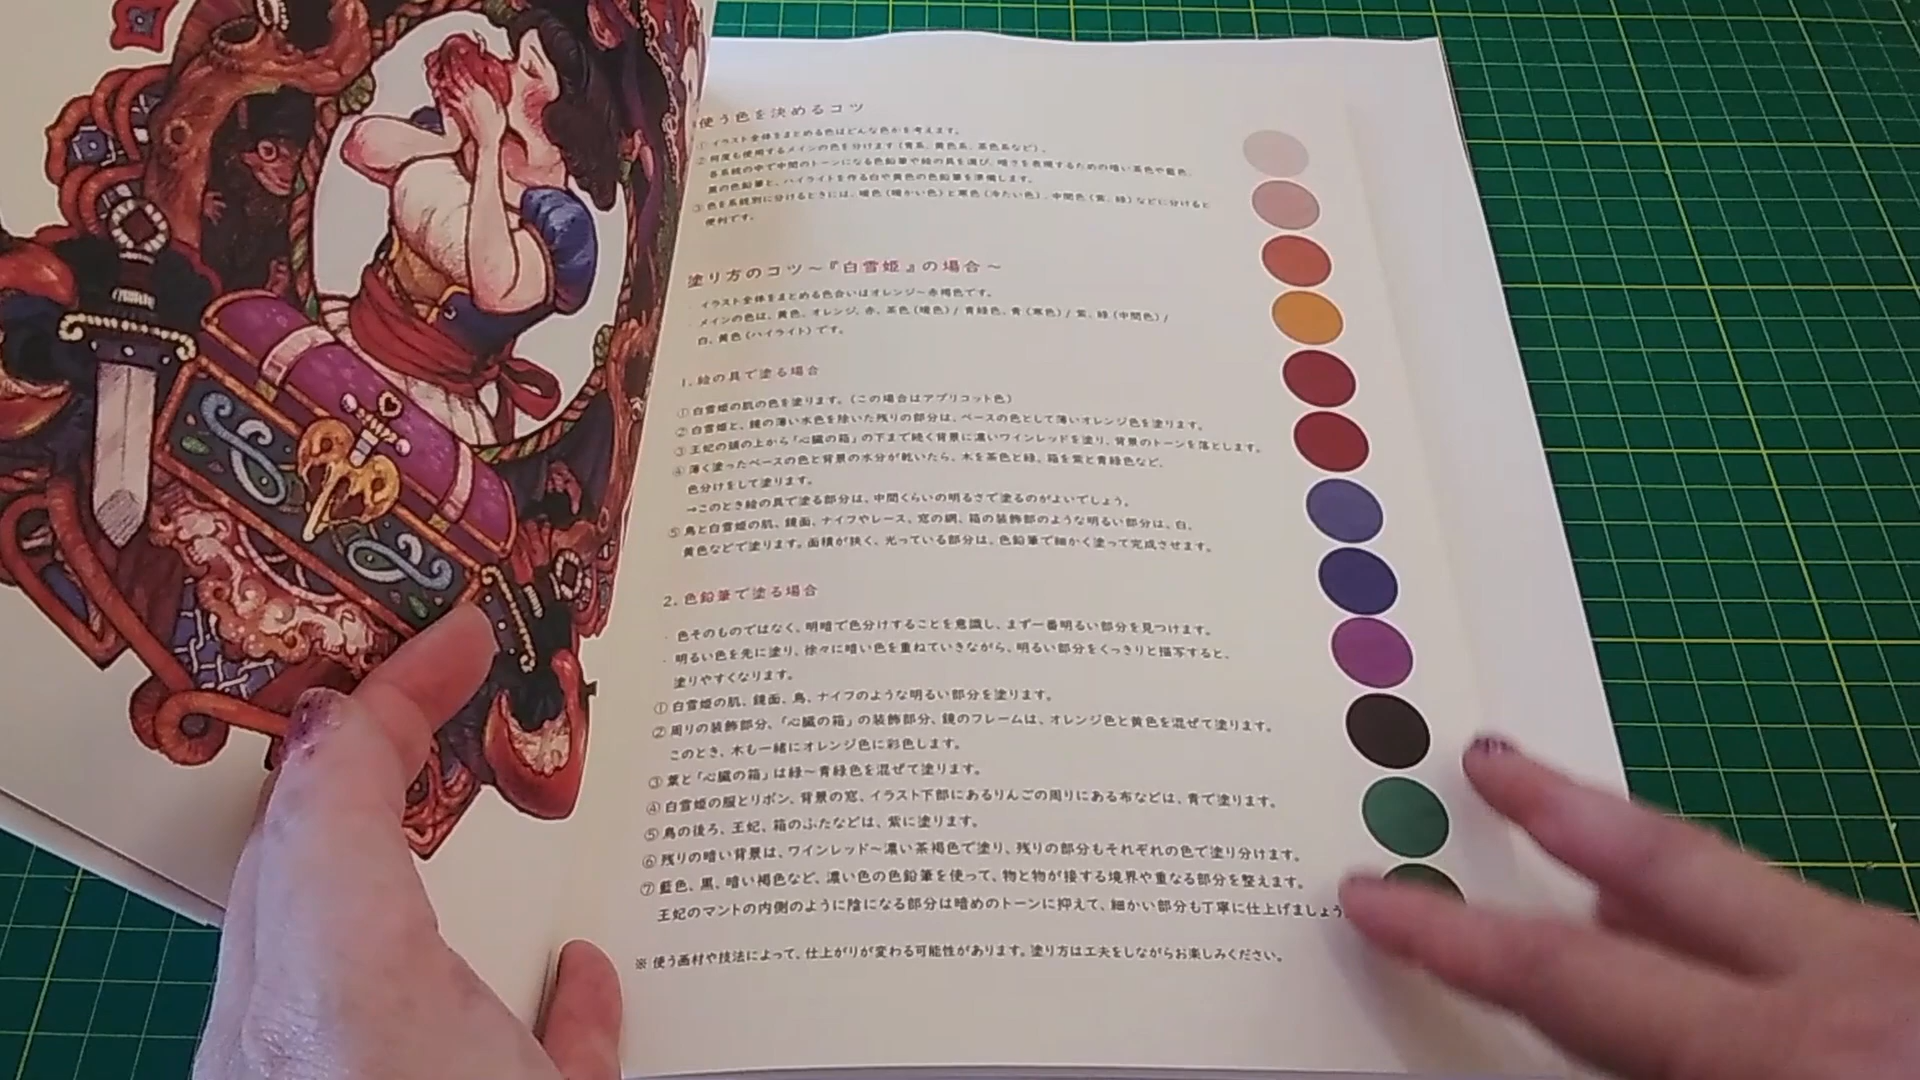 使う色を決めるコツ
① イラスト全体をまとめる色はどんな色かを考えます。
② 何度も使用するメインの色を分けます(青系、黄色系、茶色系など)。
各系統の中で中間のトーンになる色鉛筆や絵の具を選び、暗さを表現するための暗い茶色や藍色、
黒の色鉛筆と、ハイライトを作る白や黄色の色鉛筆を準備します。
③ 色を系統別に分けるときには、暖色(暖かい色)と寒色(冷たい色)、中間色(紫、緑)などに分けると
便利です。
塗り方のコツ～『白雪姫』の場合～
・イラスト全体をまとめる色合いはオレンジ～赤褐色です。
・メインの色は、黄色、オレンジ、赤、茶色(暖色)/ 青緑色、青(寒色)/ 紫、緑(中間色)/
白、黄色(ハイライト)です。
1. 絵の具で塗る場合
① 白雪姫の肌の色を塗ります。(この場合はアプリコット色)
② 白雪姫と、鏡の薄い水色を除いた残りの部分は、ベースの色として薄いオレンジ色を塗ります。
③ 王妃の頭の上から「心臓の箱」の下まで続く背景に濃いワインレッドを塗り、背景のトーンを落とします。
④ 薄く塗ったベースの色と背景の水分が乾いたら、木を茶色と緑、箱を紫と青緑色など、
色分けをして塗ります。
→このとき絵の具で塗る部分は、中間くらいの明るさで塗るのがよいでしょう。
⑤ 鳥と白雪姫の肌、鏡面、ナイフやレース、窓の網、箱の装飾部のような明るい部分は、白、
黄色などで塗ります。面積が狭く、光っている部分は、色鉛筆で細かく塗って完成させます。
2. 色鉛筆で塗る場合
・色そのものではなく、明暗で色分けすることを意識し、まず一番明るい部分を見つけます。
・明るい色を先に塗り、徐々に暗い色を重ねていきながら、明るい部分をくっきりと描写すると、
塗りやすくなります。
① 白雪姫の肌、鏡面、鳥、ナイフのような明るい部分を塗ります。
② 周りの装飾部分、「心臓の箱」の装飾部分、鏡のフレームは、オレンジ色と黄色を混ぜて塗ります。
このとき、木も一緒にオレンジ色に彩色します。
③ 葉と「心臓の箱」は緑～青緑色を混ぜて塗ります。
④ 白雪姫の服とリボン、背景の窓、イラスト下部にあるりんごの周りにある布などは、青で塗ります。
⑤ 鳥の後ろ、王妃、箱のふたなどは、紫に塗ります。
⑥ 残りの暗い背景は、ワインレッド～濃い茶褐色で塗り、残りの部分もそれぞれの色で塗り分けます。
⑦ 藍色、黒、暗い褐色など、濃い色の色鉛筆を使って、物と物が接する境界や重なる部分を整えます。
王妃のマントの内側のように陰になる部分は暗めのトーンに抑えて、細かい部分も丁寧に仕上げましょう
※ 使う画材や技法によって、仕上がりが変わる可能性があります。塗り方は工夫をしながらお楽しみください。